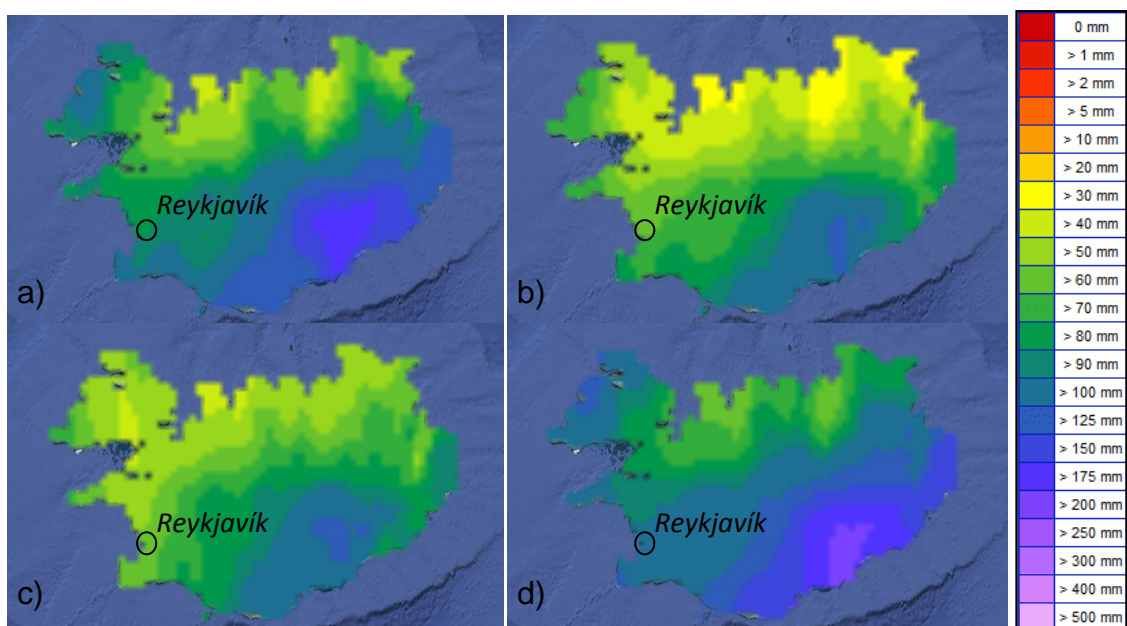 Reykjavík
a)
Reykjavík
b)
Reykjavík
c)
Reykjavík
d)
0 mm
> 1 mm
> 2 mm
> 5 mm
> 10 mm
> 20 mm
> 30 mm
> 40 mm
> 50 mm
> 60 mm
> 70 mm
> 80 mm
> 90 mm
> 100 mm
> 125 mm
> 150 mm
> 175 mm
> 200 mm
> 250 mm
> 300 mm
> 400 mm
> 500 mm